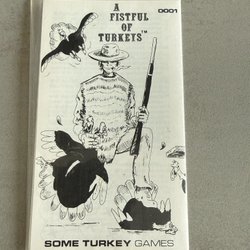 A
FISTFUL
OF
TURKEYS™
0001
SOME TURKEY GAMES